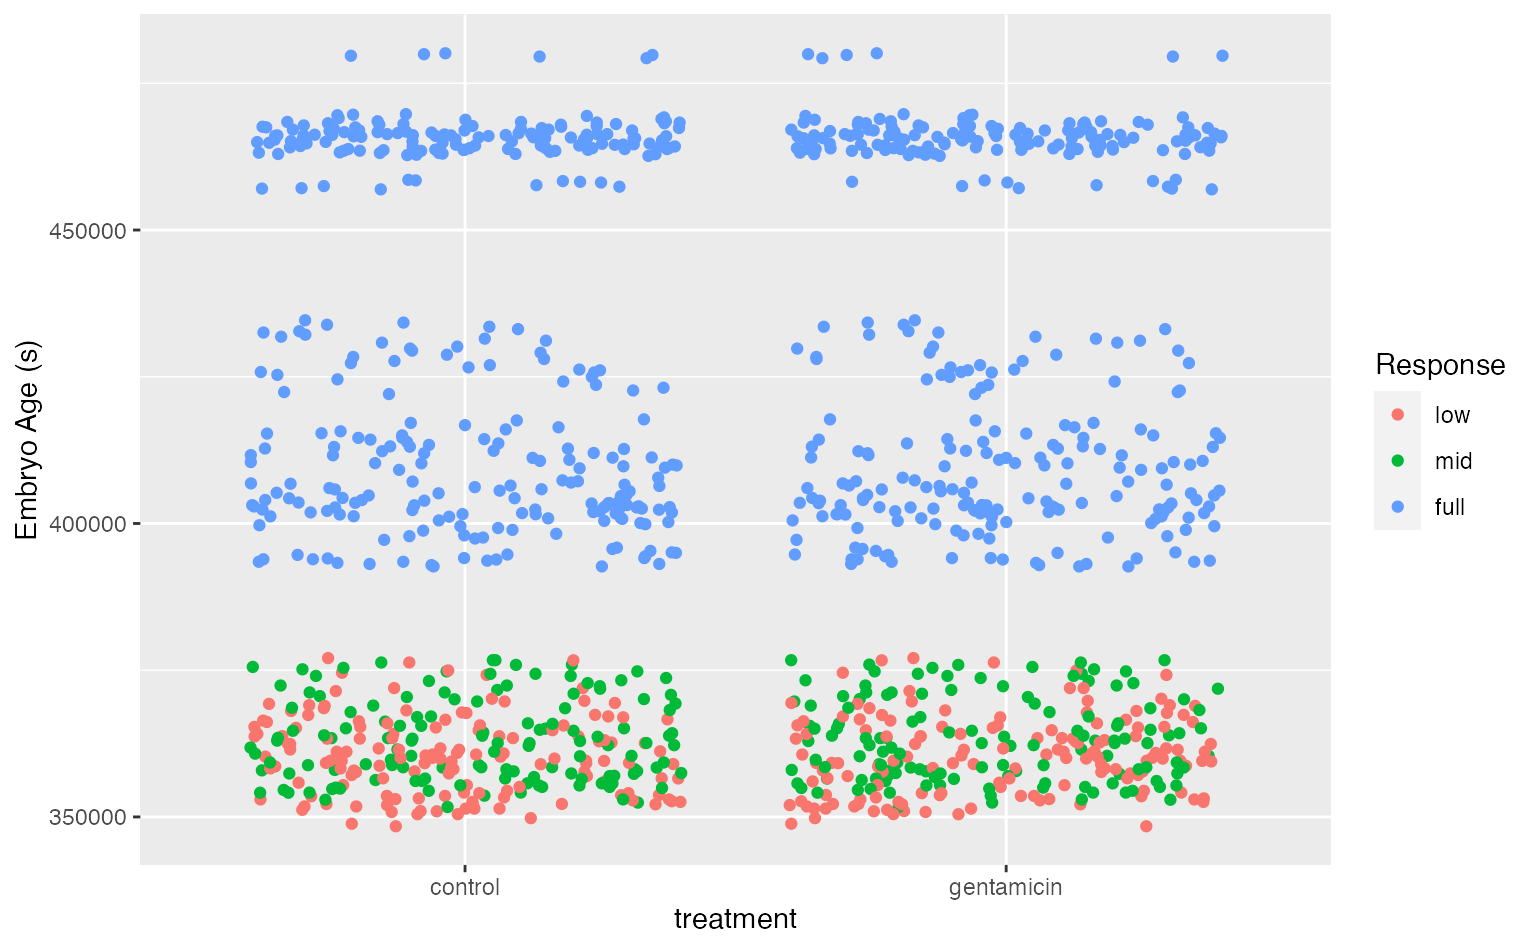 Embryo Age (s)
450000
400000
350000
control
gentamicin
treatment
Response
low
mid
full